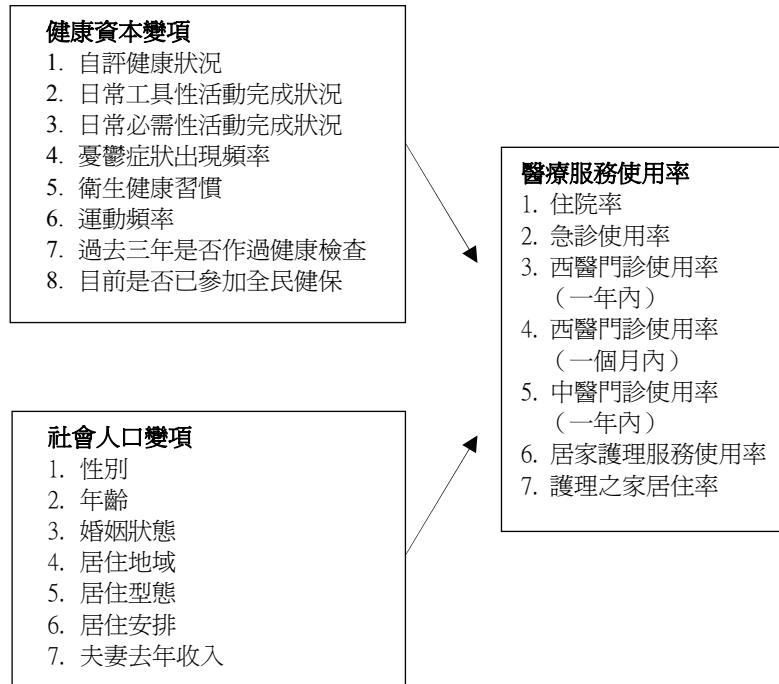 健康資本變項
1. 自評健康狀況
2. 日常工具性活動完成狀況
3. 日常必需性活動完成狀況
4. 憂鬱症狀出現頻率
5. 衛生健康習慣
6. 運動頻率
7. 過去三年是否作過健康檢查
8. 目前是否已參加全民健保
醫療服務使用率
1. 住院率
2. 急診使用率
3. 西醫門診使用率
（一年內）
4. 西醫門診使用率
（一個月內）
5. 中醫門診使用率
（一年內）
6. 居家護理服務使用率
7. 護理之家居住率
社會人口變項
1. 性別
2. 年齡
3. 婚姻狀態
4. 居住地域
5. 居住型態
6. 居住安排
7. 夫妻去年收入